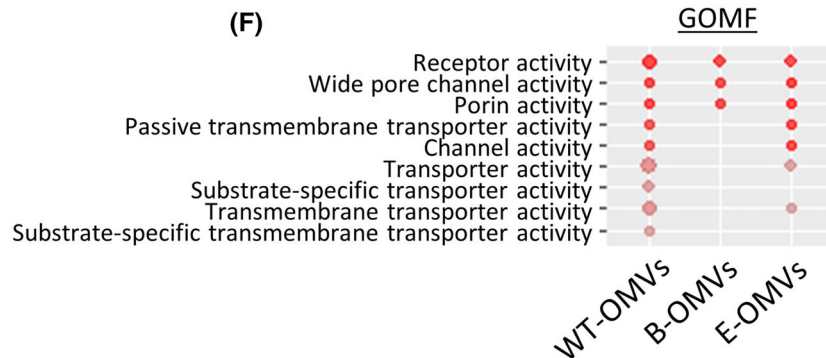 (F)
GOMF
Receptor activity
Wide pore channel activity
Porin activity
Passive transmembrane transporter activity
Channel activity
Transporter activity
Substrate-specific transporter activity
Transmembrane transporter activity
Substrate-specific transmembrane transporter activity
WT-OMVs
B-OMVs
E-OMVs